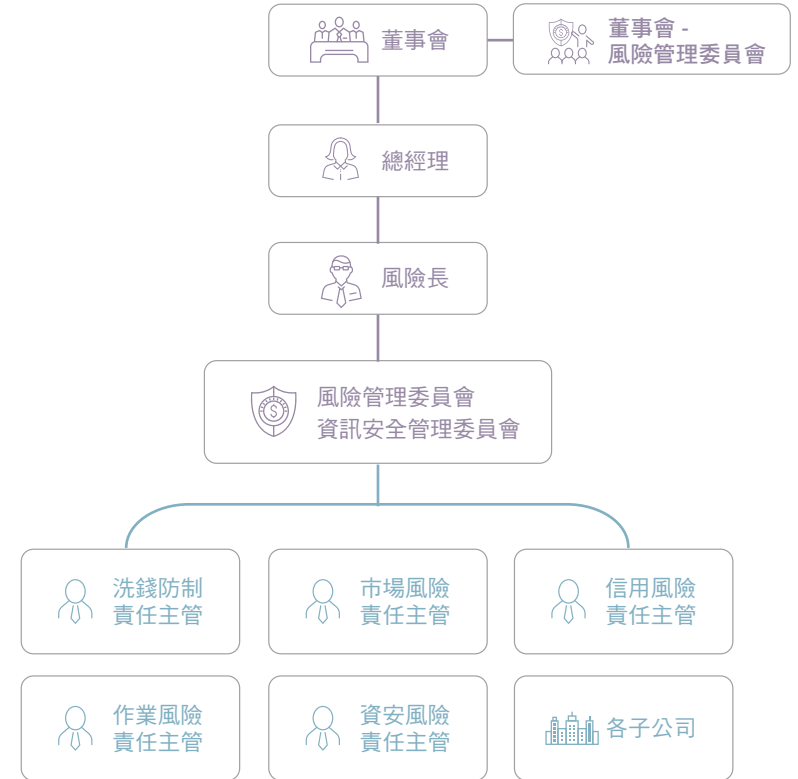 董事會
董事會 -
風險管理委員會
總經理
風險長
風險管理委員會
資訊安全管理委員會
洗錢防制
責任主管
市場風險
責任主管
信用風險
責任主管
作業風險
責任主管
資安風險
責任主管
各子公司